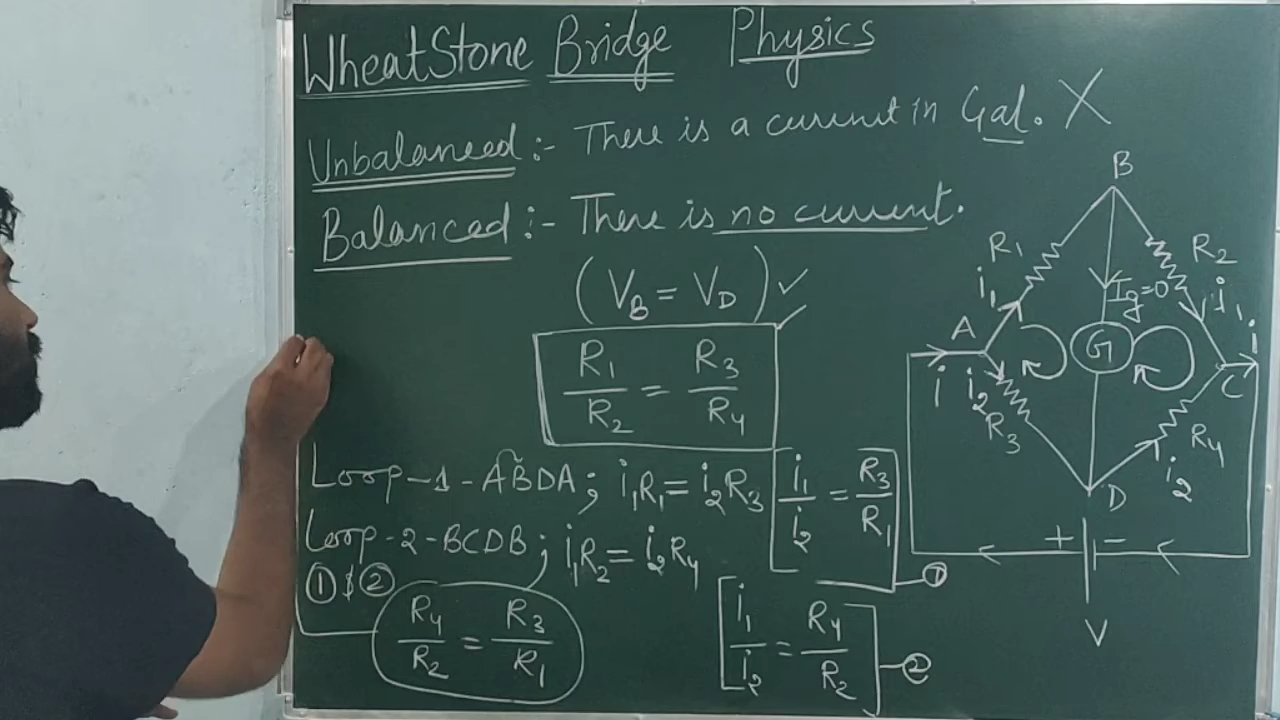 WheatStone Bridge Physics
Unbalanced :- There is a current in Gal. X
Balanced :- There is no current.
(V_B = V_D) ✓
R₁/R₂ = R₃/R₄
Loop-1-ABDA; i₁R₁ = i₂R₃ [i₁/i₂ = R₃/R₁] - ①
Loop-2-BCDB; i₁R₂ = i₂R₄
① & ② R₄/R₂ = R₃/R₁
[i₁/i₂ = R₄/R₂] - ②
B
R₁
R₂
i₁
Ig=0
i₁
A
G
i
i
i₂
C
R₃
R₄
i₂
D
+ -
V